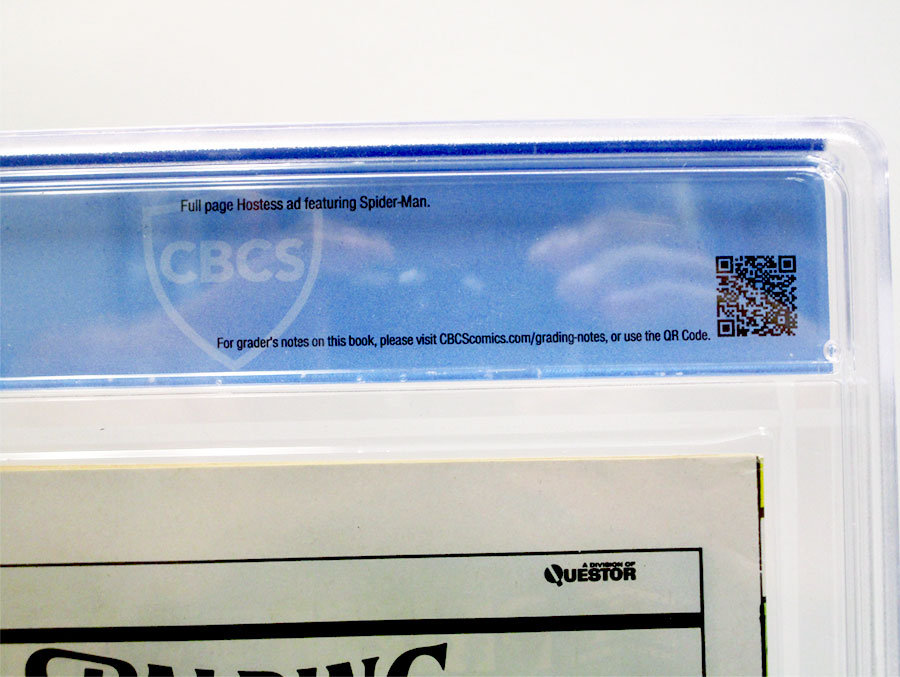 Full page Hostess ad featuring Spider-Man.
CBCS
For grader's notes on this book, please visit CBCScomics.com/grading-notes, or use the QR Code.
A DIVISION OF
QUESTOR
SPALDING